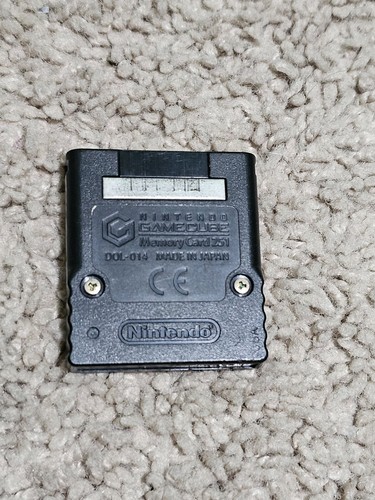 NINTENDO
GAMECUBE
Memory Card 251
DOL-014 MADE IN JAPAN
CE
Nintendo